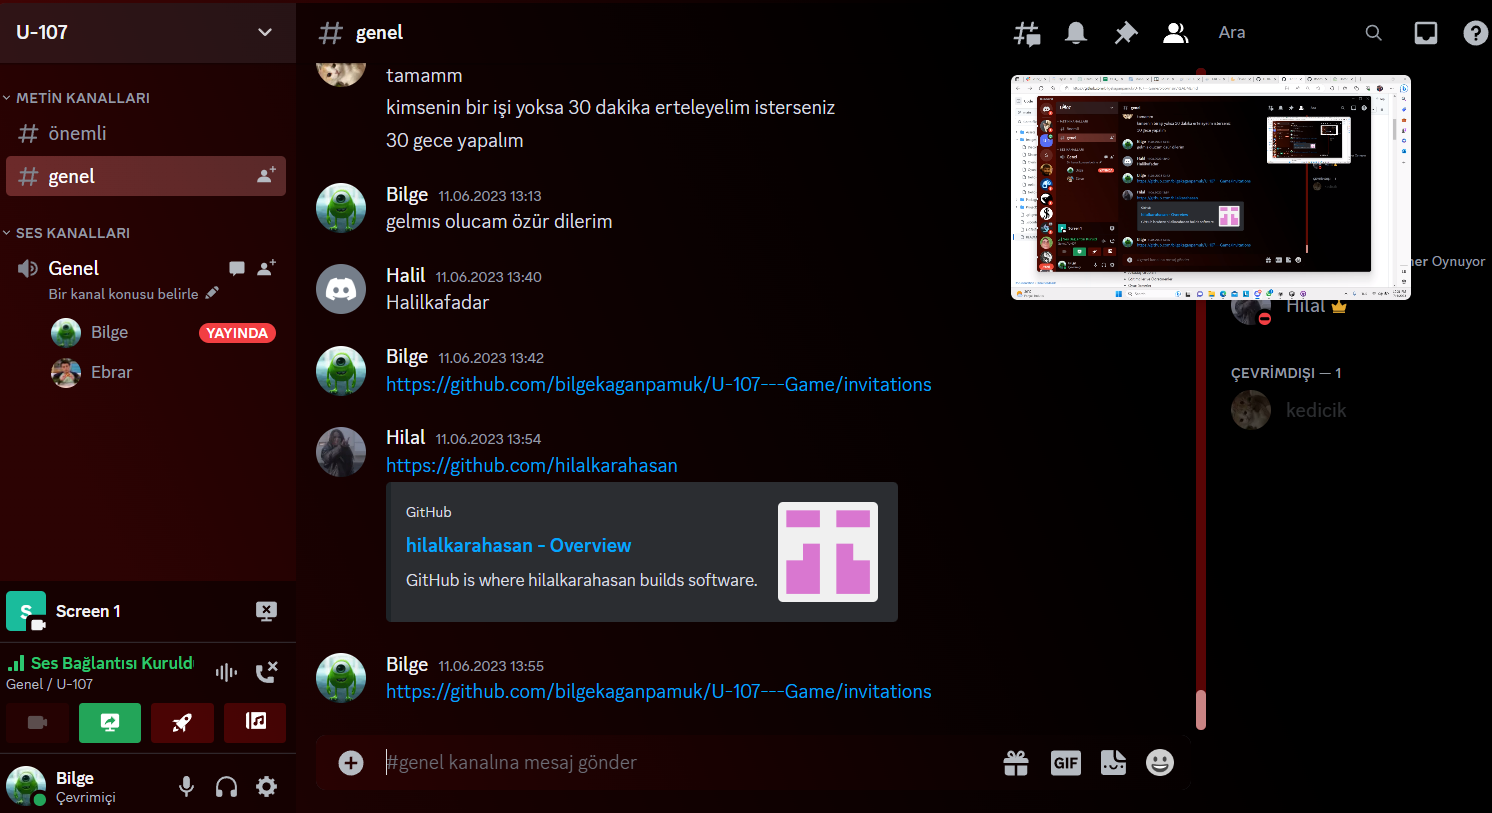 U-107
METİN KANALLARI
önemli
genel
SES KANALLARI
Genel
Bir kanal konusu belirle
Bilge
YAYINDA
Ebrar
S
Screen 1
Ses Bağlantısı Kuruldu
Genel / U-107
Bilge
Çevrimiçi
genel
Ara
tamamm
kimsenin bir işi yoksa 30 dakika erteleyelim isterseniz
30 gece yapalım
Bilge 11.06.2023 13:13
gelmıs olucam özür dilerim
Halil 11.06.2023 13:40
Halilkafadar
Bilge 11.06.2023 13:42
https://github.com/bilgekaganpamuk/U-107---Game/invitations
Hilal 11.06.2023 13:54
https://github.com/hilalkarahasan
GitHub
hilalkarahasan - Overview
GitHub is where hilalkarahasan builds software.
Bilge 11.06.2023 13:55
https://github.com/bilgekaganpamuk/U-107---Game/invitations
#genel kanalına mesaj gönder
GIF
Oynuyor
Hilal
ÇEVRİMDIŞI — 1
kedicik